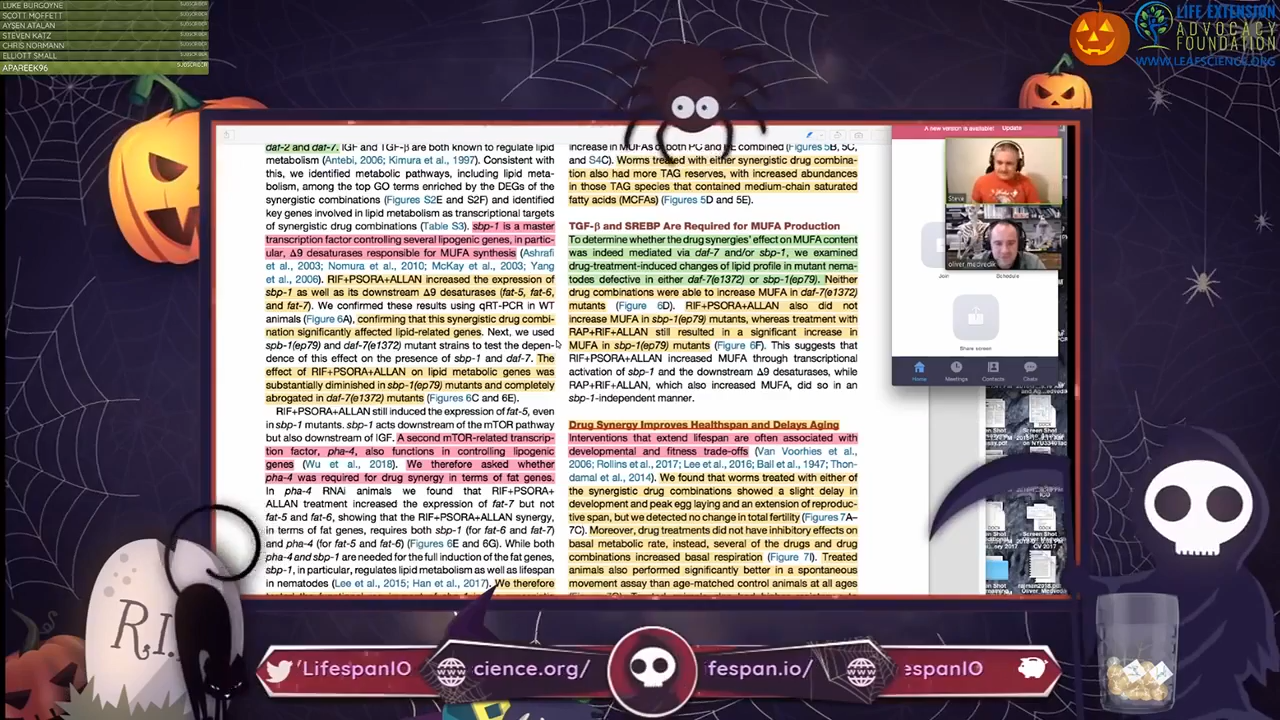 LUKE BURGOYNE SUBSCRIBER
SCOTT MOFFETT SUBSCRIBER
AYSEN ATALAN SUBSCRIBER
STEVEN KATZ SUBSCRIBER
CHRIS NORMANN SUBSCRIBER
ELLIOTT SMALL SUBSCRIBER
APAREEK96 SUBSCRIBER
LIFE EXTENSION
ADVOCACY
FOUNDATION
WWW.LEAFSCIENCE.ORG
daf-2 and daf-7. IGF and TGF-β are both known to regulate lipid
metabolism (Antebi, 2006; Kimura et al., 1997). Consistent with
this, we identified metabolic pathways, including lipid meta-
bolism, among the top GO terms enriched by the DEGs of the
synergistic combinations (Figures S2E and S2F) and identified
key genes involved in lipid metabolism as transcriptional targets
of synergistic drug combinations (Table S3). sbp-1 is a master
transcription factor controlling several lipogenic genes, in partic-
ular, Δ9 desaturases responsible for MUFA synthesis (Ashrafi
et al., 2003; Nomura et al., 2010; McKay et al., 2003; Yang
et al., 2006). RIF+PSORA+ALLAN increased the expression of
sbp-1 as well as its downstream Δ9 desaturases (fat-5, fat-6,
and fat-7). We confirmed these results using qRT-PCR in WT
animals (Figure 6A), confirming that this synergistic drug combi-
nation significantly affected lipid-related genes. Next, we used
spb-1(ep79) and daf-7(e1372) mutant strains to test the depen-
dence of this effect on the presence of sbp-1 and daf-7. The
effect of RIF+PSORA+ALLAN on lipid metabolic genes was
substantially diminished in sbp-1(ep79) mutants and completely
abrogated in daf-7(e1372) mutants (Figures 6C and 6E).
RIF+PSORA+ALLAN still induced the expression of fat-5, even
in sbp-1 mutants. sbp-1 acts downstream of the mTOR pathway
but also downstream of IGF. A second mTOR-related transcrip-
tion factor, pha-4, also functions in controlling lipogenic
genes (Wu et al., 2018). We therefore asked whether
pha-4 was required for drug synergy in terms of fat genes.
In pha-4 RNAi animals we found that RIF+PSORA+
ALLAN treatment increased the expression of fat-7 but not
fat-5 and fat-6, showing that the RIF+PSORA+ALLAN synergy,
in terms of fat genes, requires both sbp-1 (for fat-6 and fat-7)
and pha-4 (for fat-5 and fat-6) (Figures 6E and 6G). While both
pha-4 and sbp-1 are needed for the full induction of the fat genes,
sbp-1, in particular, regulates lipid metabolism as well as lifespan
in nematodes (Lee et al., 2015; Han et al., 2017). We therefore
increase in MUFAs of both PC and PE combined (Figures 5B, 5C,
and S4C). Worms treated with either synergistic drug combina-
tion also had more TAG reserves, with increased abundances
in those TAG species that contained medium-chain saturated
fatty acids (MCFAs) (Figures 5D and 5E).
TGF-β and SREBP Are Required for MUFA Production
To determine whether the drug synergies' effect on MUFA content
was indeed mediated via daf-7 and/or sbp-1, we examined
drug-treatment-induced changes of lipid profile in mutant nema-
todes defective in either daf-7(e1372) or sbp-1(ep79). Neither
drug combinations were able to increase MUFA in daf-7(e1372)
mutants (Figure 6D). RIF+PSORA+ALLAN also did not
increase MUFA in sbp-1(ep79) mutants, whereas treatment with
RAP+RIF+ALLAN still resulted in a significant increase in
MUFA in sbp-1(ep79) mutants (Figure 6F). This suggests that
RIF+PSORA+ALLAN increased MUFA through transcriptional
activation of sbp-1 and the downstream Δ9 desaturases, while
RAP+RIF+ALLAN, which also increased MUFA, did so in an
sbp-1-independent manner.
Drug Synergy Improves Healthspan and Delays Aging
Interventions that extend lifespan are often associated with
developmental and fitness trade-offs (Van Voorhies et al.,
2006; Rollins et al., 2017; Lee et al., 2016; Bail et al., 1947; Thon-
damal et al., 2014). We found that worms treated with either of
the synergistic drug combinations showed a slight delay in
development and peak egg laying and an extension of reproduc-
tive span, but we detected no change in total fertility (Figures 7A–
7C). Moreover, drug treatments did not have inhibitory effects on
basal metabolic rate, instead, several of the drugs and drug
combinations increased basal respiration (Figure 7I). Treated
animals also performed significantly better in a spontaneous
movement assay than age-matched control animals at all ages
A new version is available! Update
Steve
oliver medvedik
Join Schedule
Share screen
Home Meetings Contacts Chats
R.I.
LifespanIO
cience.org/
ifespan.io/
espanIO